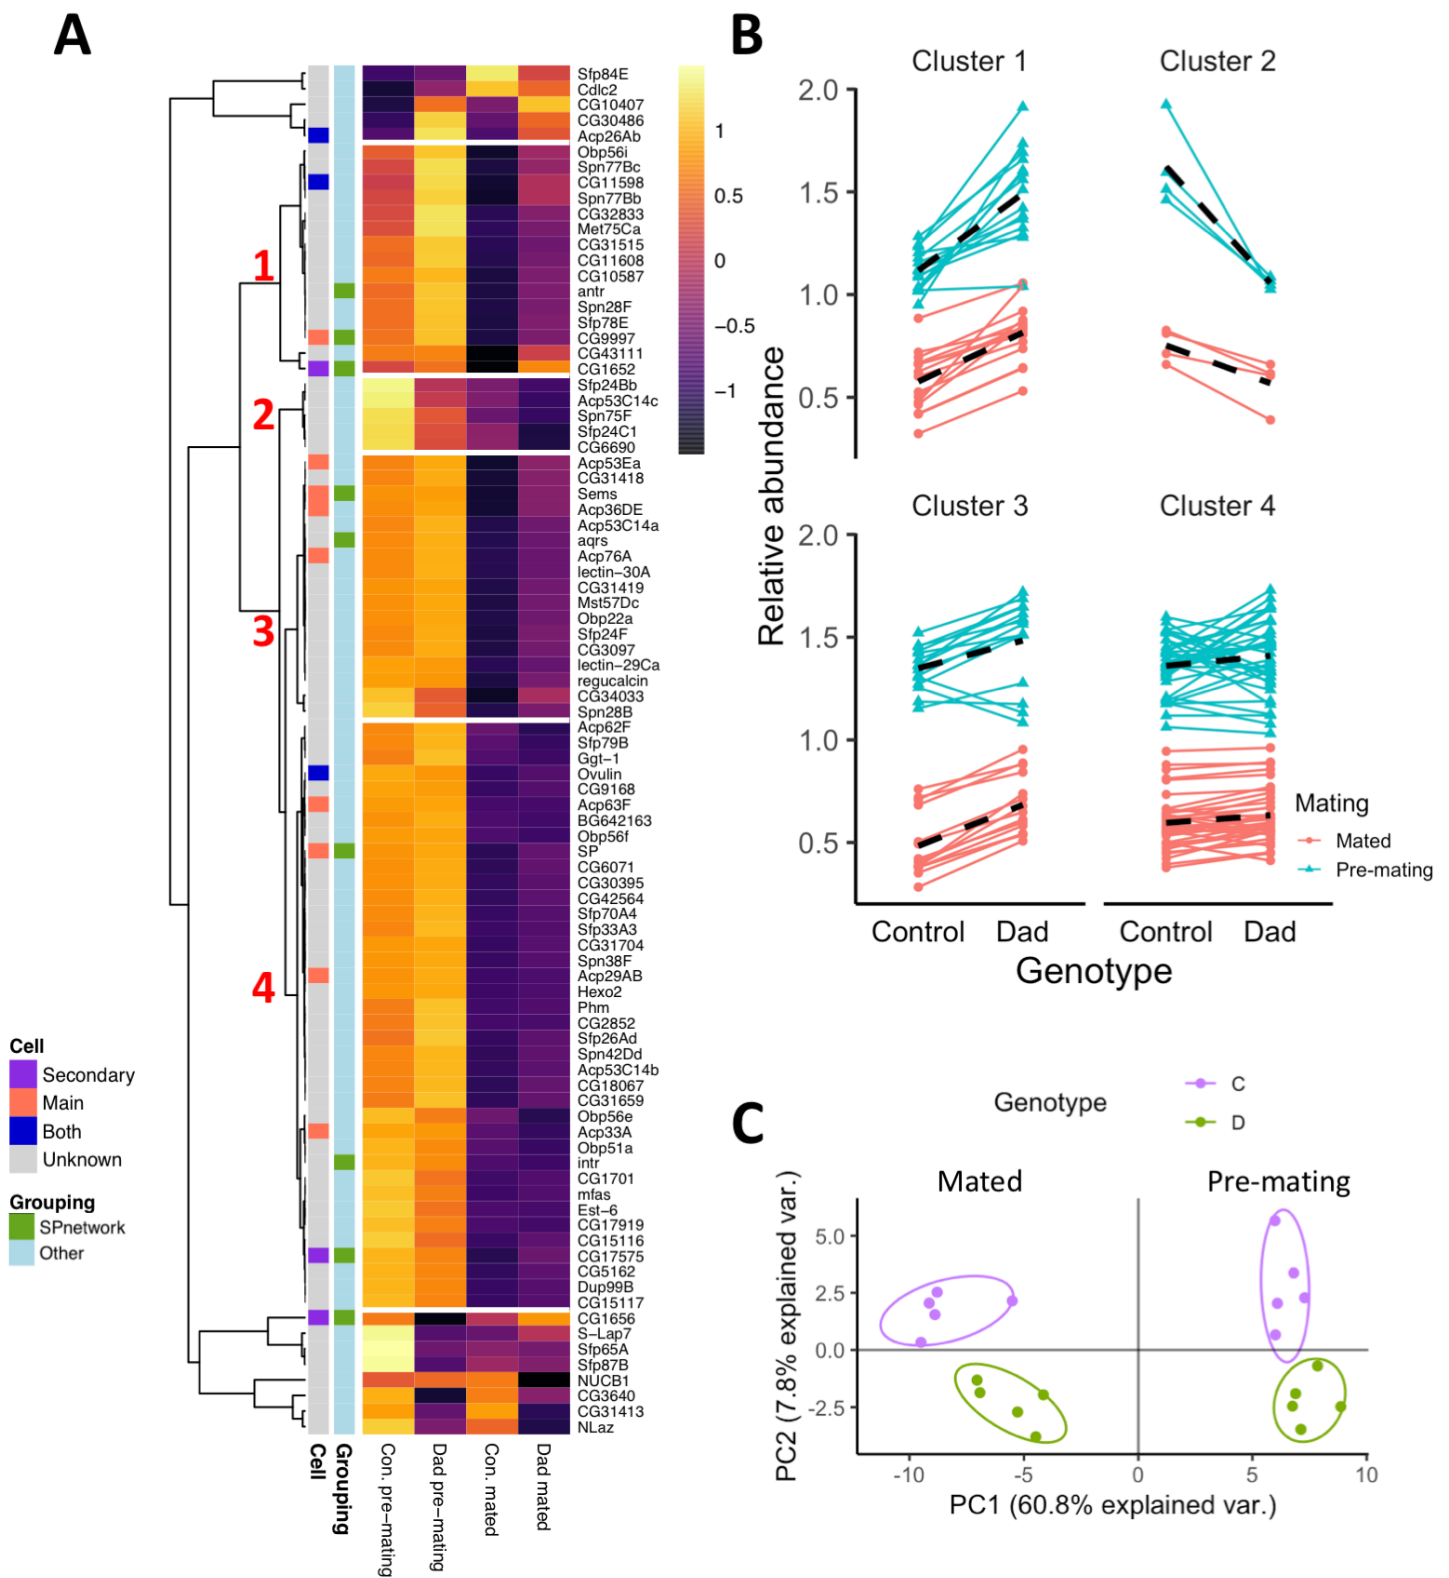 A
Sfp84E
Cdlc2
CG10407
CG30486
Acp26Ab
Obp56i
Spn77Bc
CG11598
Spn77Bb
CG32833
Met75Ca
CG31515
CG11608
CG10587
antr
Spn28F
Sfp78E
CG9997
CG43111
CG1652
Sfp24Bb
Acp53C14c
Spn75F
Sfp24C1
CG6690
Acp53Ea
CG31418
Sems
Acp36DE
Acp53C14a
aqrs
Acp76A
lectin−30A
CG31419
Mst57Dc
Obp22a
Sfp24F
CG3097
lectin−29Ca
regucalcin
CG34033
Spn28B
Acp62F
Sfp79B
Ggt−1
Ovulin
CG9168
Acp63F
BG642163
Obp56f
SP
CG6071
CG30395
CG42564
Sfp70A4
Sfp33A3
CG31704
Spn38F
Acp29AB
Hexo2
Phm
CG2852
Sfp26Ad
Spn42Dd
Acp53C14b
CG18067
CG31659
Obp56e
Acp33A
Obp51a
intr
CG1701
mfas
Est−6
CG17919
CG15116
CG17575
CG5162
Dup99B
CG15117
CG1656
S−Lap7
Sfp65A
Sfp87B
NUCB1
CG3640
CG31413
NLaz
1
2
3
4
1
0.5
0
−0.5
−1
Cell
Secondary
Main
Both
Unknown
Grouping
SPnetwork
Other
Cell
Grouping
Con. pre−mating
Dad pre−mating
Con. mated
Dad mated
B
Cluster 1
Cluster 2
2.0
1.5
1.0
0.5
Relative abundance
Cluster 3
Cluster 4
2.0
1.5
1.0
0.5
Mating
Mated
Pre-mating
Control
Dad
Control
Dad
Genotype
C
Genotype
C
D
Mated
Pre-mating
PC2 (7.8% explained var.)
5.0
2.5
0.0
-2.5
-10
-5
0
5
10
PC1 (60.8% explained var.)